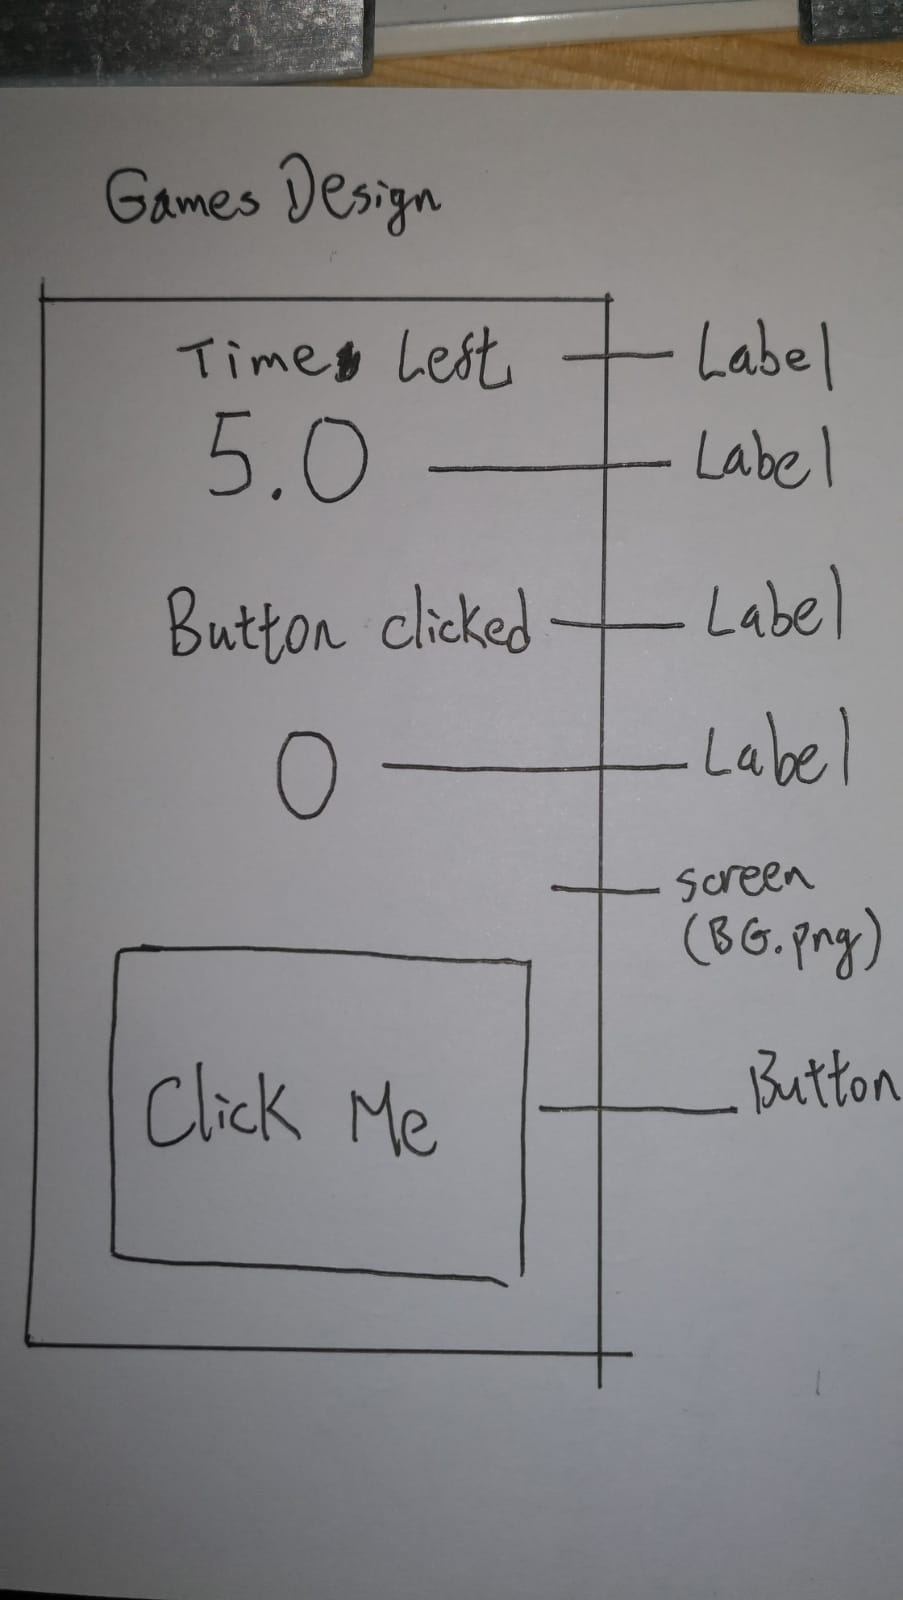 Games Design
Time Left
Label
5.0
Label
Button clicked
Label
0
Label
screen
(BG.png)
Click Me
Button